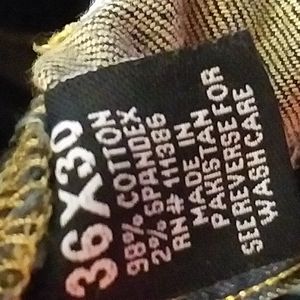 36X30
98% COTTON
2% SPANDEX
RN# 111386
MADE IN
PAKISTAN
SEE REVERSE FOR
WASH CARE